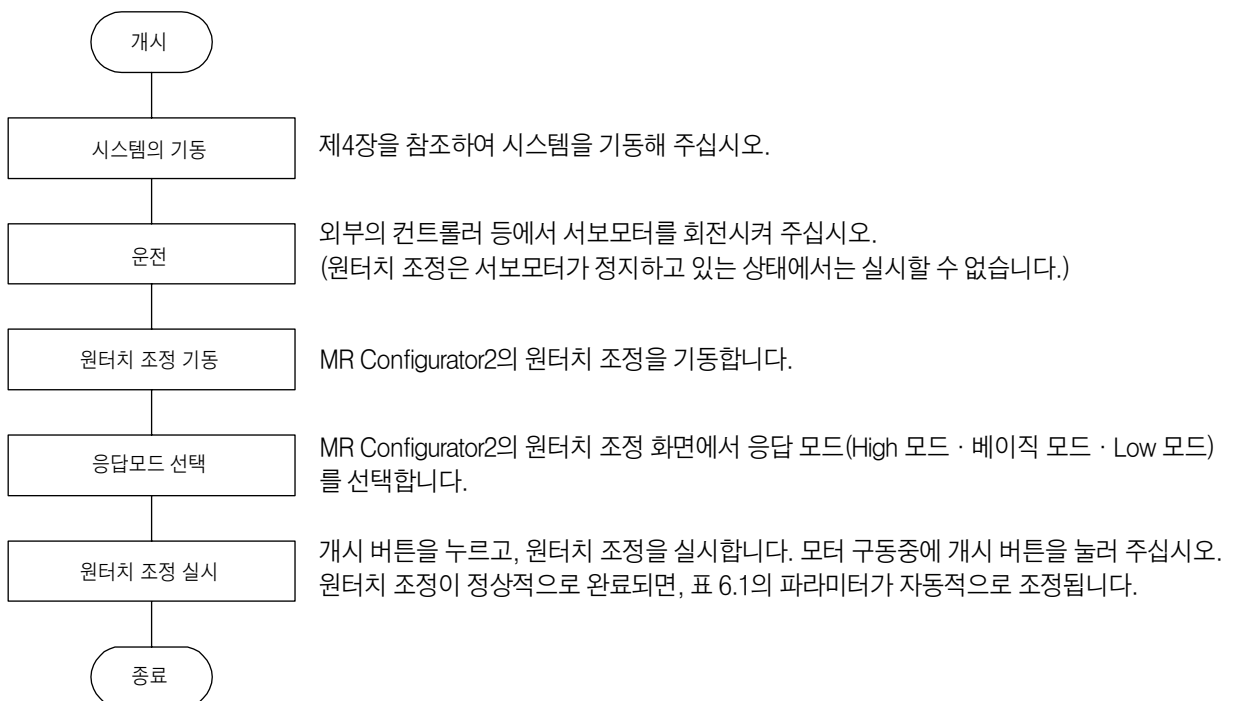 개시
시스템의 기동
제4장을 참조하여 시스템을 기동해 주십시오.
운전
외부의 컨트롤러 등에서 서보모터를 회전시켜 주십시오.
(원터치 조정은 서보모터가 정지하고 있는 상태에서는 실시할 수 없습니다.)
원터치 조정 기동
MR Configurator2의 원터치 조정을 기동합니다.
응답모드 선택
MR Configurator2의 원터치 조정 화면에서 응답 모드(High 모드 · 베이직 모드 · Low 모드)
를 선택합니다.
원터치 조정 실시
개시 버튼을 누르고, 원터치 조정을 실시합니다. 모터 구동중에 개시 버튼을 눌러 주십시오.
원터치 조정이 정상적으로 완료되면, 표 6.1의 파라미터가 자동적으로 조정됩니다.
종료